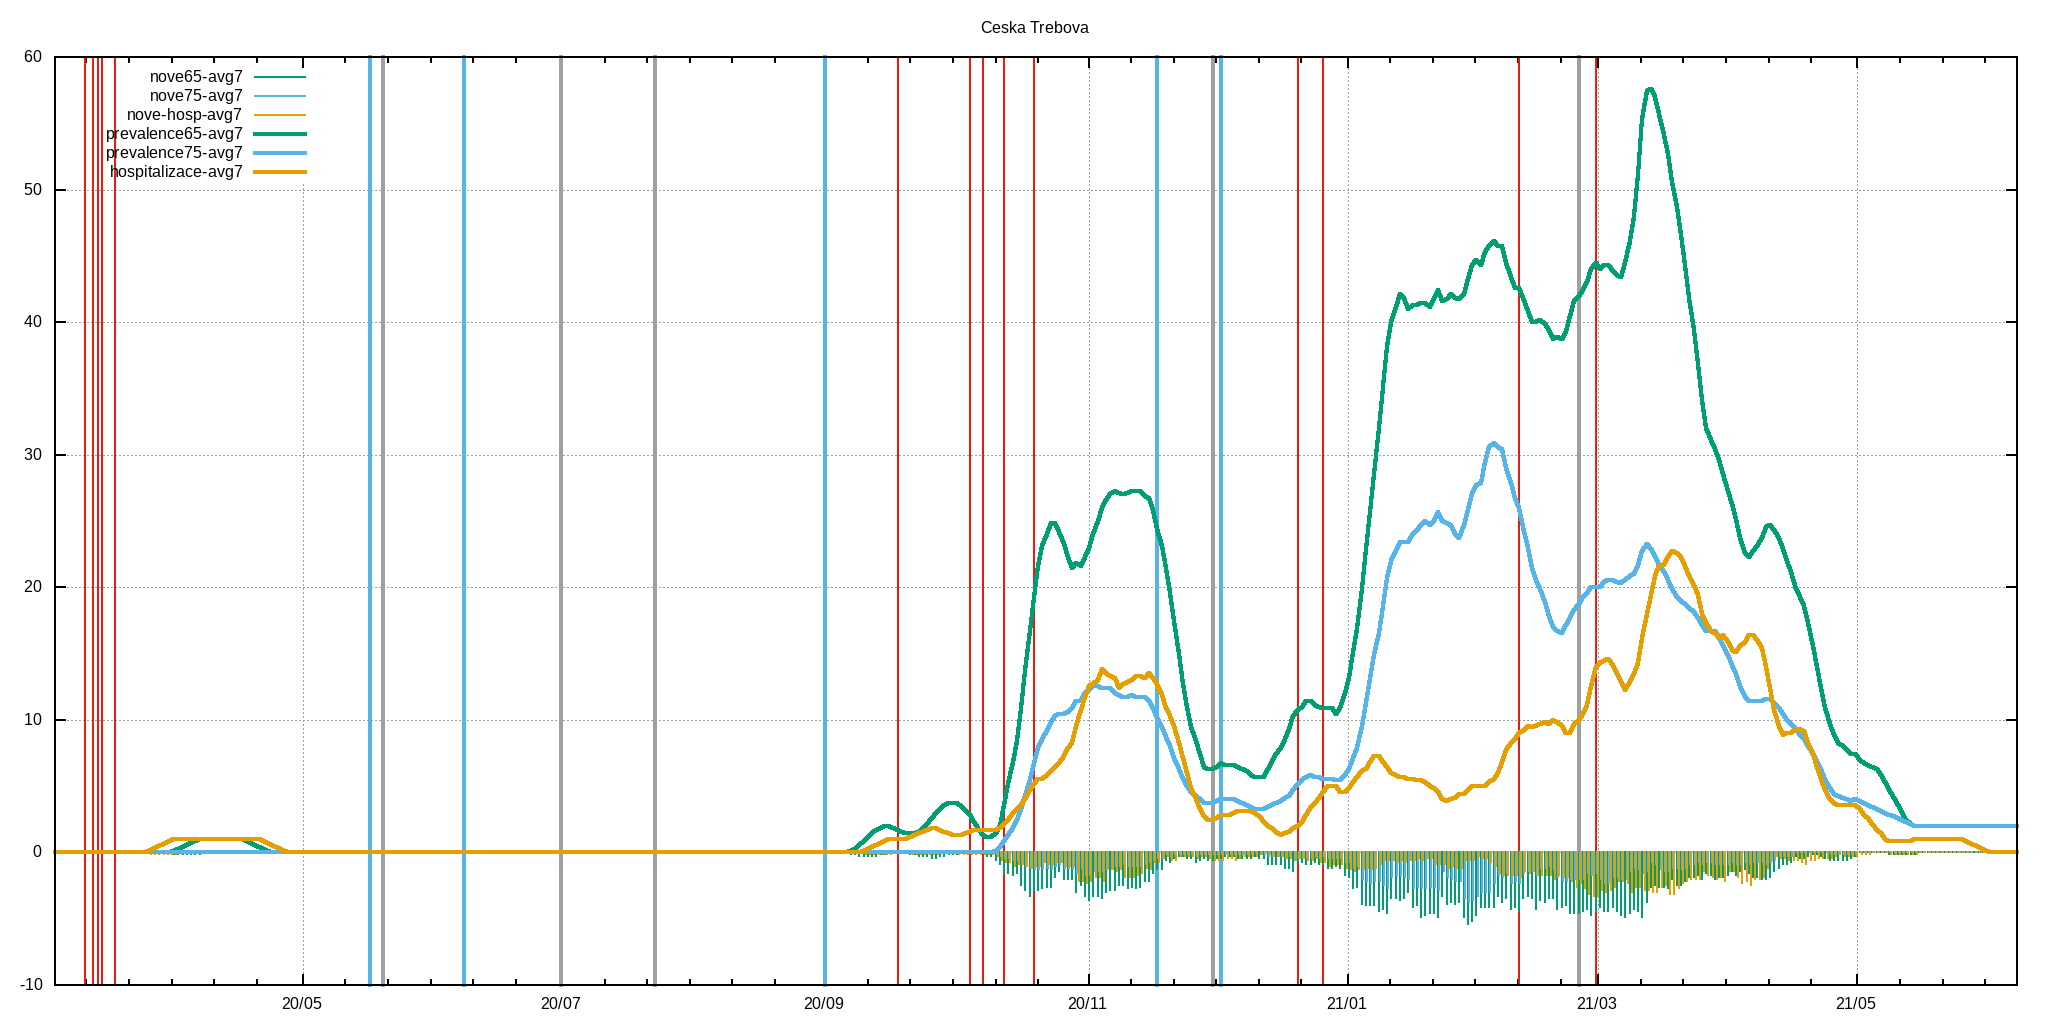 Ceska Trebova
60
50
40
30
20
10
0
-10
nove65-avg7
nove75-avg7
nove-hosp-avg7
prevalence65-avg7
prevalence75-avg7
hospitalizace-avg7
20/05 20/07 20/09 20/11 21/01 21/03 21/05